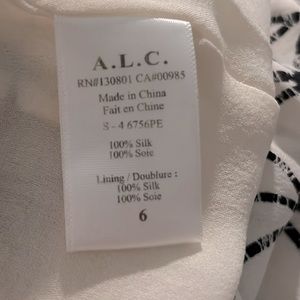 A.L.C.
RN#130801 CA#00985
Made in China
Fait en Chine
S - 4 6756PE
100% Silk
100% Soie
Lining / Doublure :
100% Silk
100% Soie
6